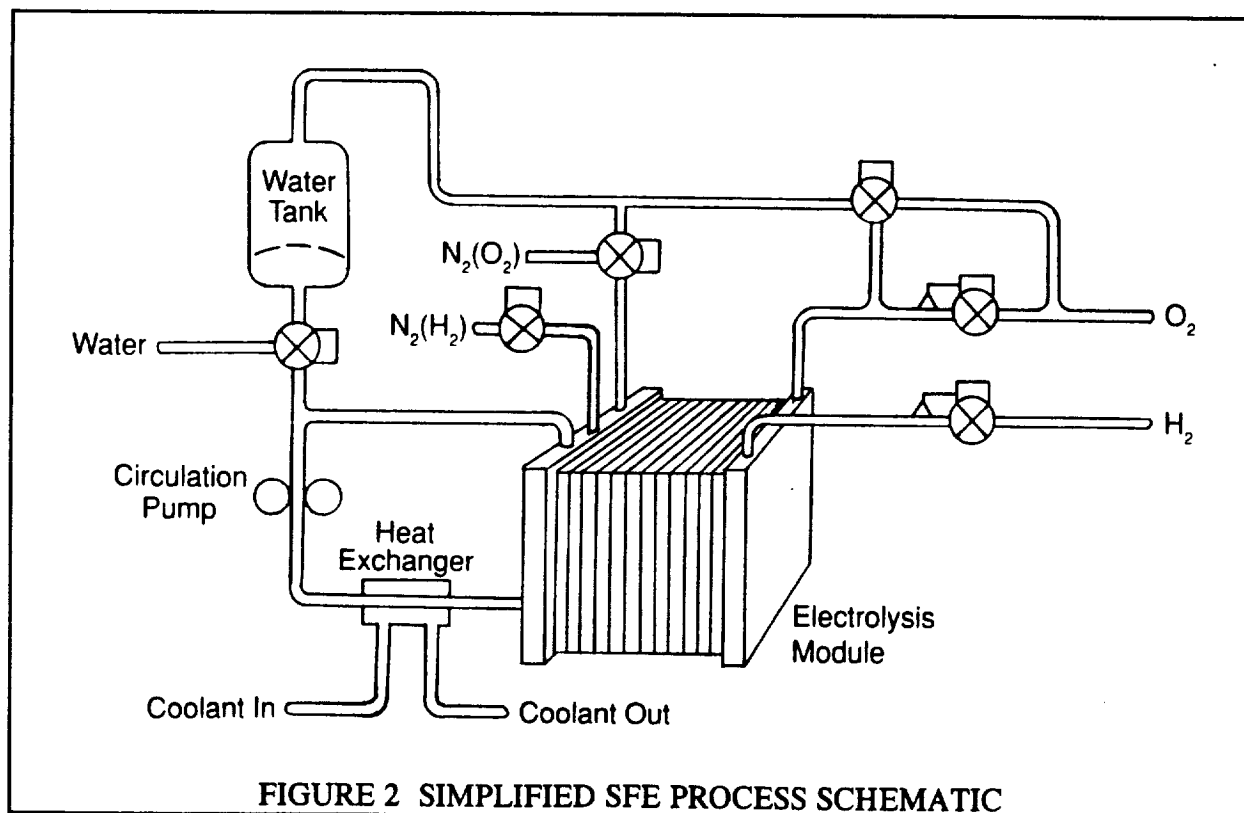 Water
Tank
N₂(O₂)
N₂(H₂)
Water
O₂
H₂
Circulation
Pump
Heat
Exchanger
Electrolysis
Module
Coolant In
Coolant Out
FIGURE 2 SIMPLIFIED SFE PROCESS SCHEMATIC